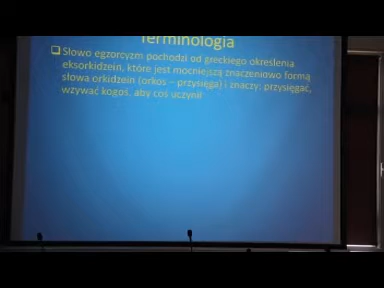 Terminologia
Słowo egzorcyzm pochodzi od greckiego określenia
eksorkidzein, które jest mocniejszą znaczeniowo formą
słowa orkidzein (orkos – przysięga) i znaczy: przysięgać,
wzywać kogoś, aby coś uczynił